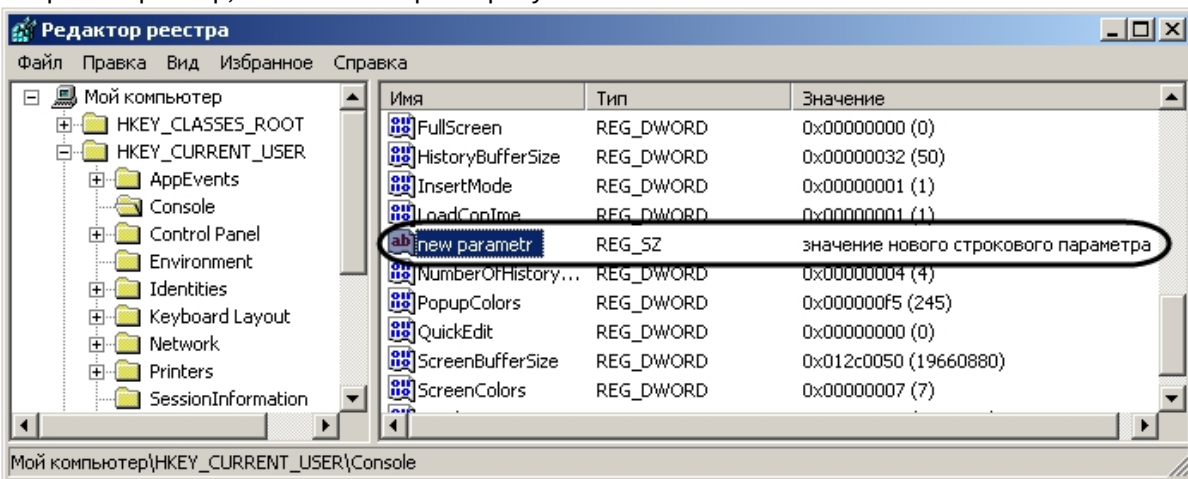 Редактор реестра
Файл Правка Вид Избранное Справка
Мой компьютер
HKEY_CLASSES_ROOT
HKEY_CURRENT_USER
AppEvents
Console
Control Panel
Environment
Identities
Keyboard Layout
Network
Printers
SessionInformation
Имя Тип Значение
FullScreen REG_DWORD 0x00000000 (0)
HistoryBufferSize REG_DWORD 0x00000032 (50)
InsertMode REG_DWORD 0x00000001 (1)
LoadConIme REG_DWORD 0x00000001 (1)
new parametr REG_SZ значение нового строкового параметра
NumberOfHistory... REG_DWORD 0x00000004 (4)
PopupColors REG_DWORD 0x000000f5 (245)
QuickEdit REG_DWORD 0x00000000 (0)
ScreenBufferSize REG_DWORD 0x012c0050 (19660880)
ScreenColors REG_DWORD 0x00000007 (7)
Мой компьютер\HKEY_CURRENT_USER\Console